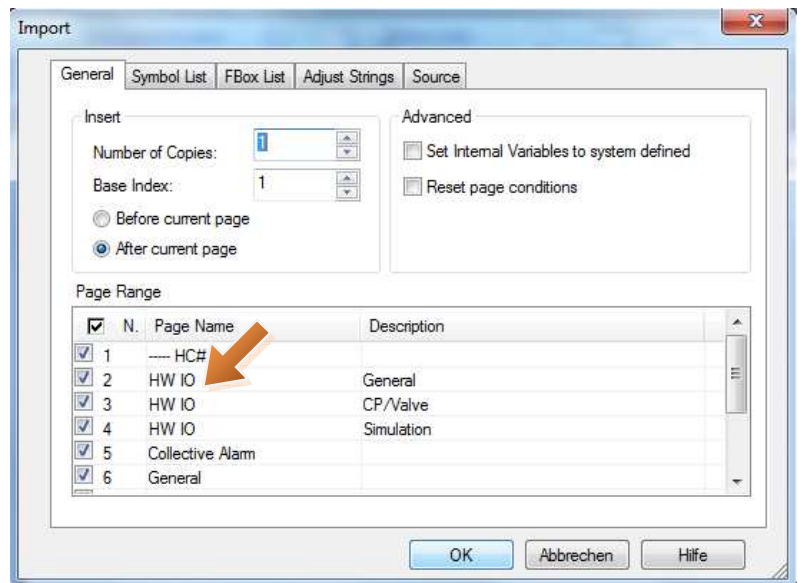 Import
General Symbol List FBox List Adjust Strings Source
Insert
Number of Copies: 1
Base Index: 1
Before current page
After current page
Advanced
Set Internal Variables to system defined
Reset page conditions
Page Range
N. Page Name Description
1 ---- HC#
2 HW IO General
3 HW IO CP/Valve
4 HW IO Simulation
5 Collective Alarm
6 General
OK Abbrechen Hilfe